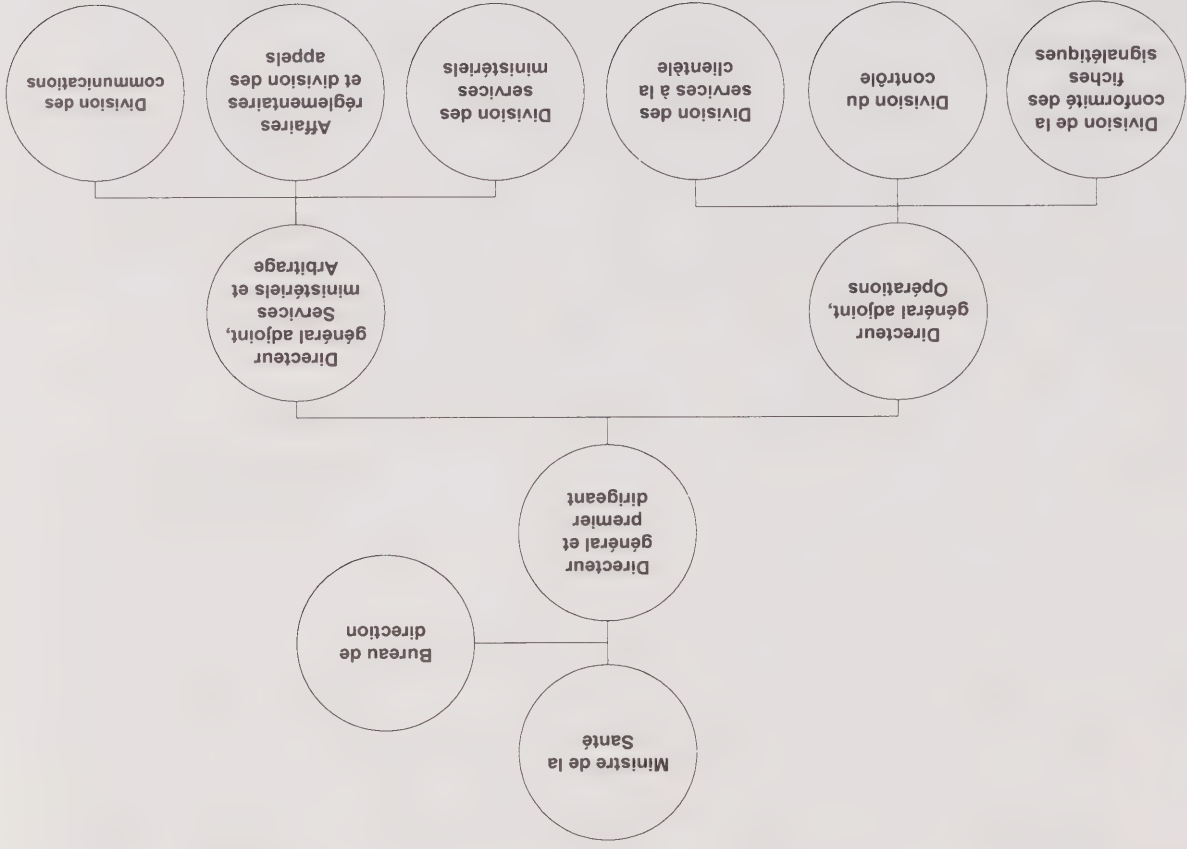 Ministre de la
Santé
Bureau de
direction
Directeur
général et
premier
dirigeant
Directeur
général adjoint,
Opérations
Directeur
général adjoint,
Services
ministériels et
Arbitrage
Division de la
conformité des
fiches
signalétiques
Division du
contrôle
Division des
services à la
clientèle
Division des
services
ministériels
Affaires
réglementaires
et division des
appels
Division des
communications